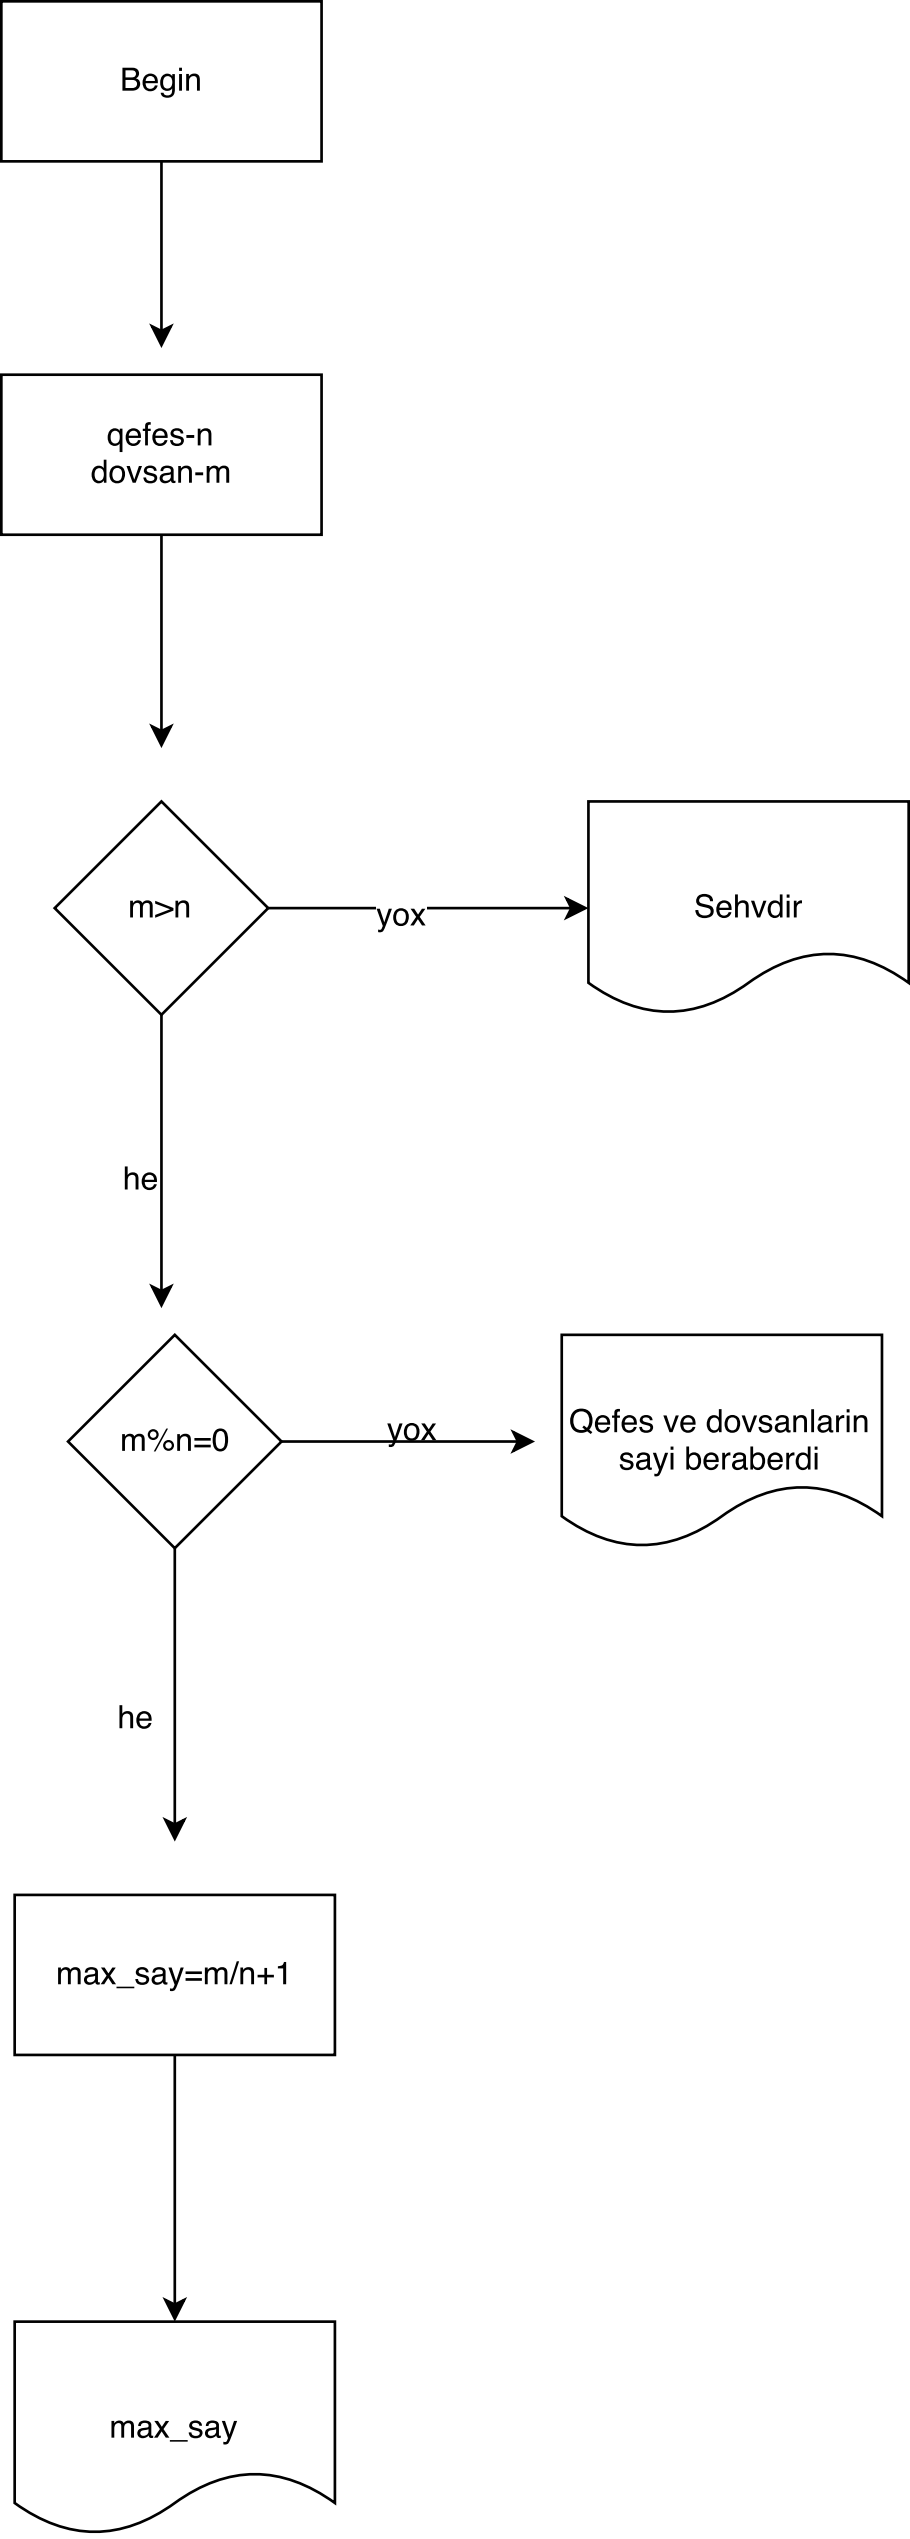 Begin
qefes-n
dovsan-m
m>n
yox
Sehvdir
he
m%n=0
yox
Qefes ve dovsanlarin
sayi beraberdi
he
max_say=m/n+1
max_say